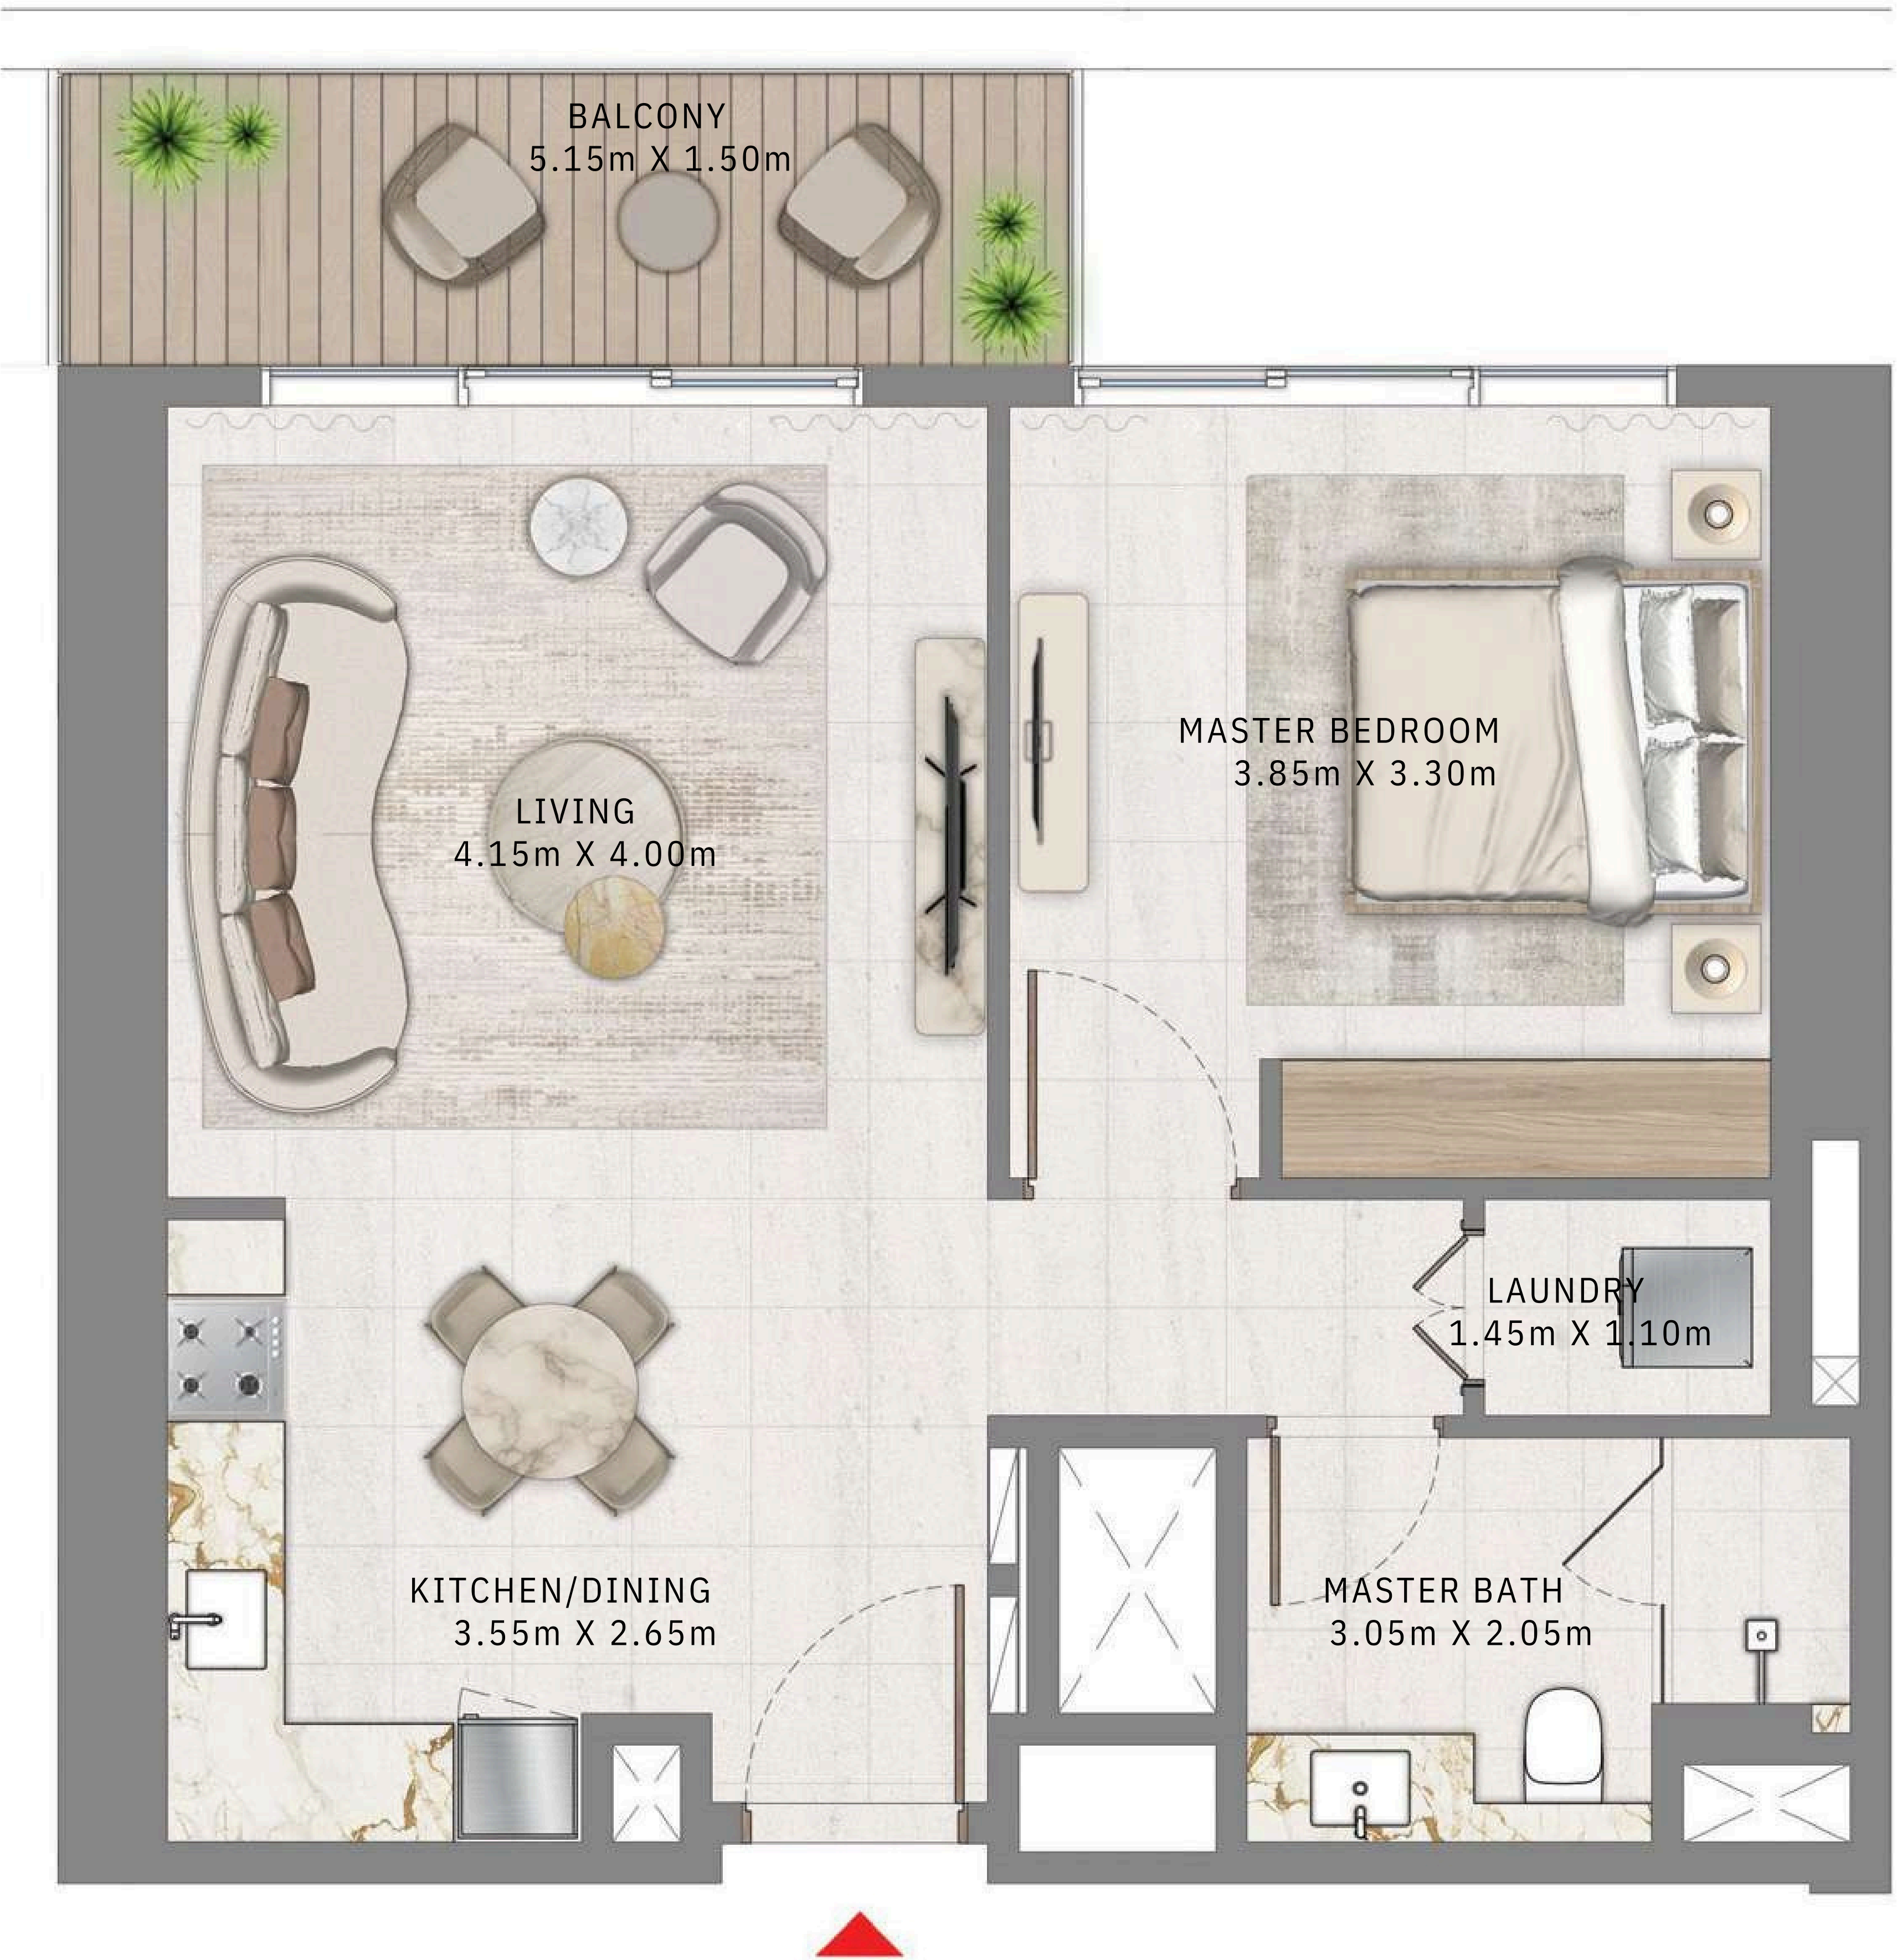 BALCONY
5.15m X 1.50m
MASTER BEDROOM
3.85m X 3.30m
LIVING
4.15m X 4.00m
LAUNDRY
1.45m X 1.10m
KITCHEN/DINING
3.55m X 2.65m
MASTER BATH
3.05m X 2.05m